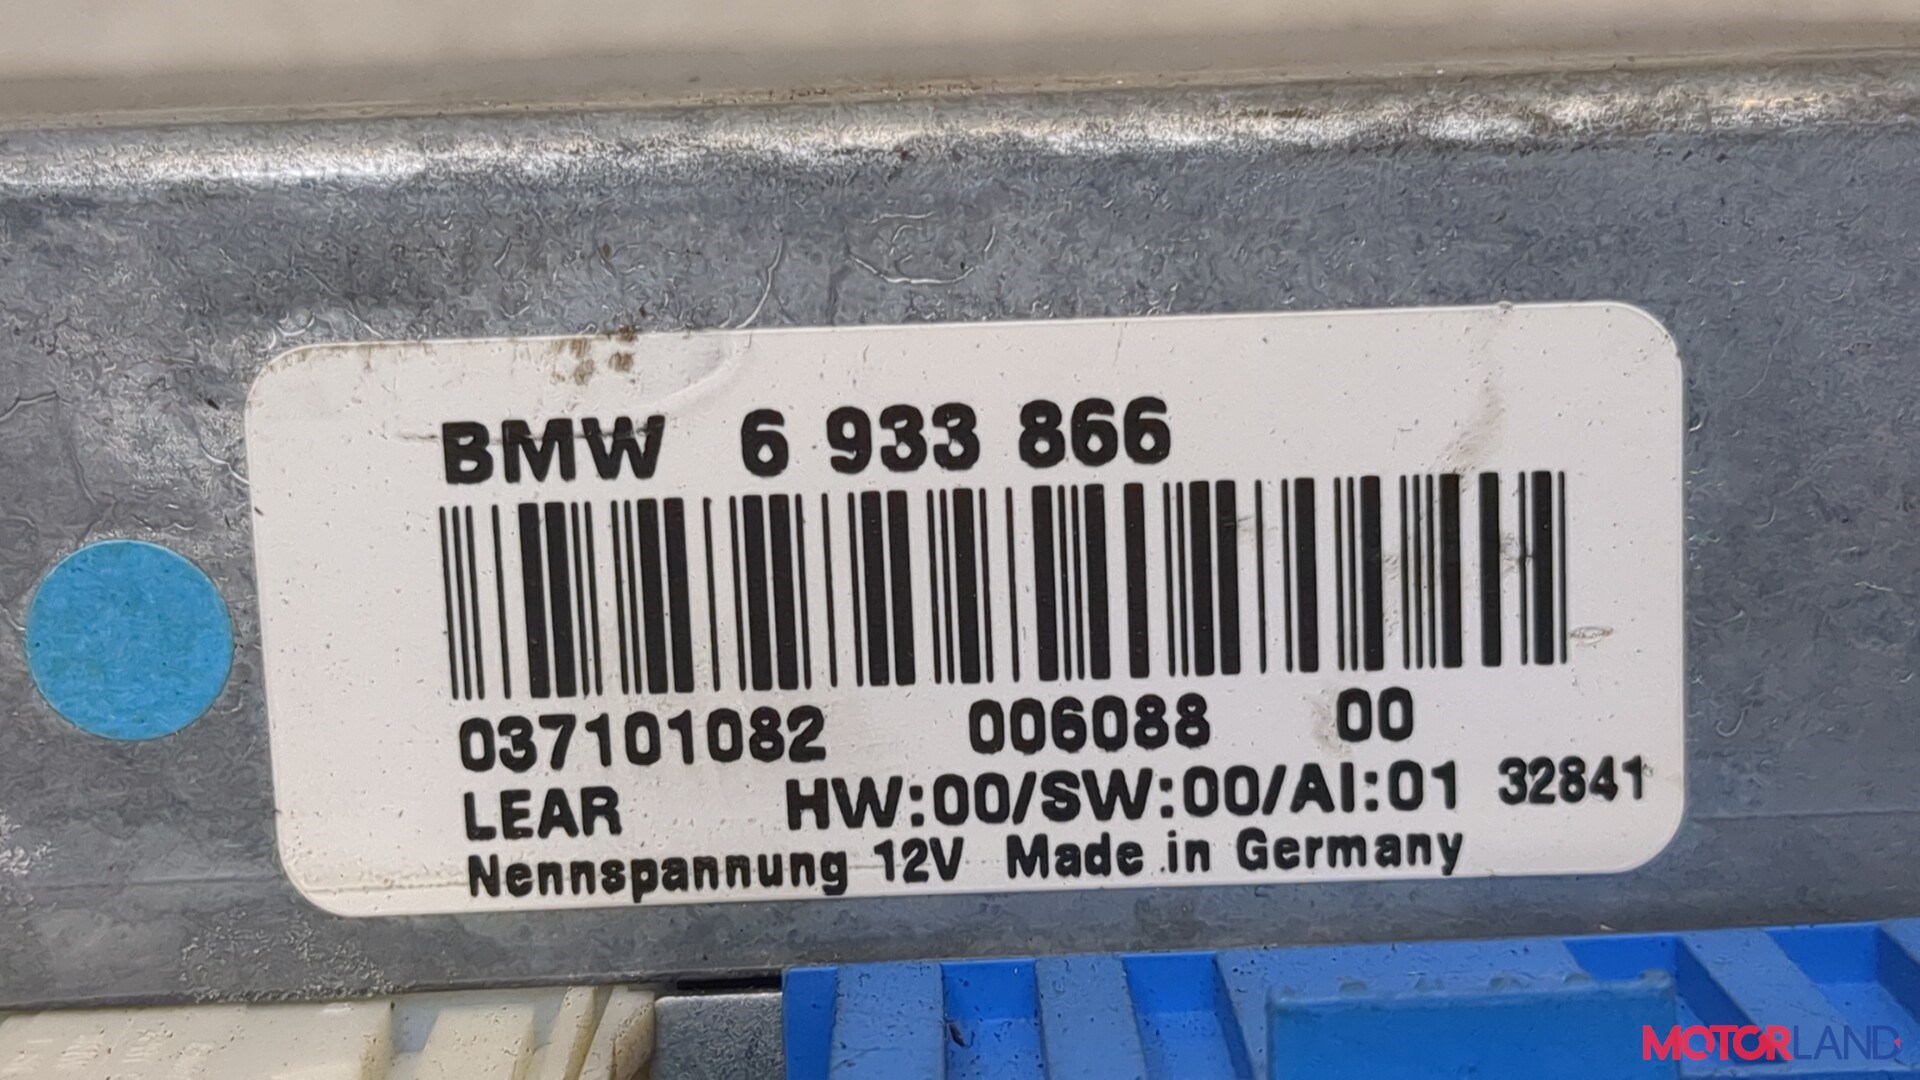 BMW 6 933 866
037101082 006088 00
LEAR HW:00/SW:00/AI:01 32841
Nennspannung 12V Made in Germany
MOTORLAND